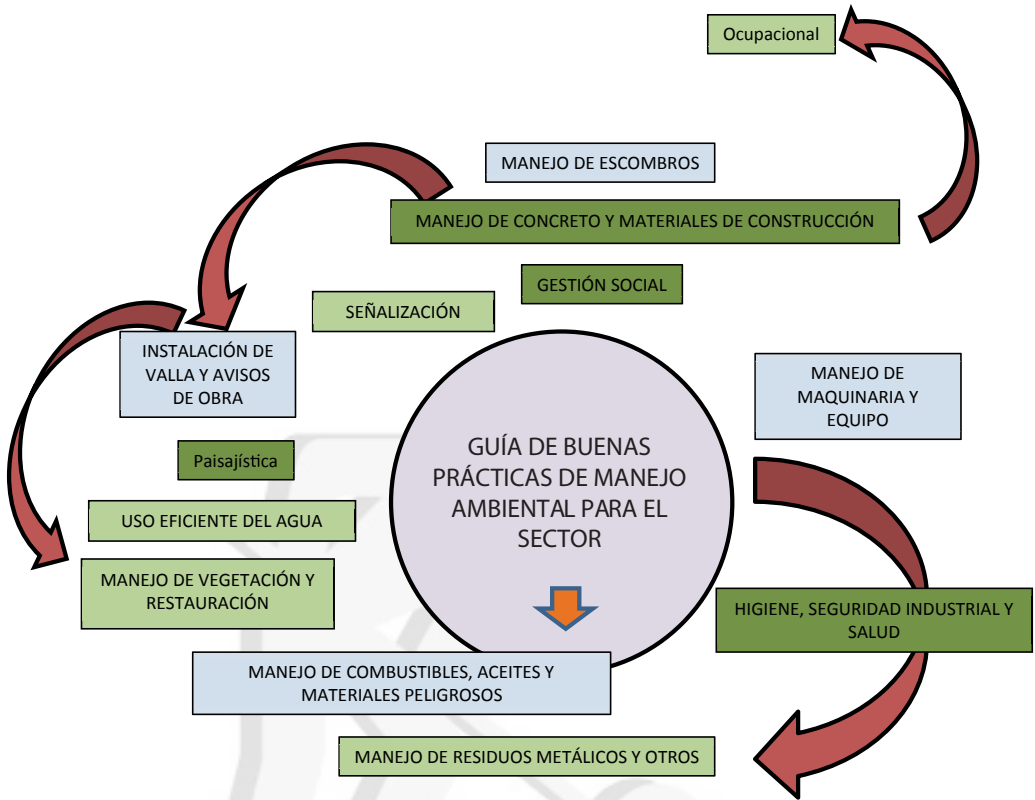 Ocupacional
MANEJO DE ESCOMBROS
MANEJO DE CONCRETO Y MATERIALES DE CONSTRUCCIÓN
GESTIÓN SOCIAL
SEÑALIZACIÓN
INSTALACIÓN DE
VALLA Y AVISOS
DE OBRA
MANEJO DE
MAQUINARIA Y
EQUIPO
Paisajística
GUÍA DE BUENAS
PRÁCTICAS DE MANEJO
AMBIENTAL PARA EL
SECTOR
USO EFICIENTE DEL AGUA
MANEJO DE VEGETACIÓN Y
RESTAURACIÓN
HIGIENE, SEGURIDAD INDUSTRIAL Y
SALUD
MANEJO DE COMBUSTIBLES, ACEITES Y
MATERIALES PELIGROSOS
MANEJO DE RESIDUOS METÁLICOS Y OTROS